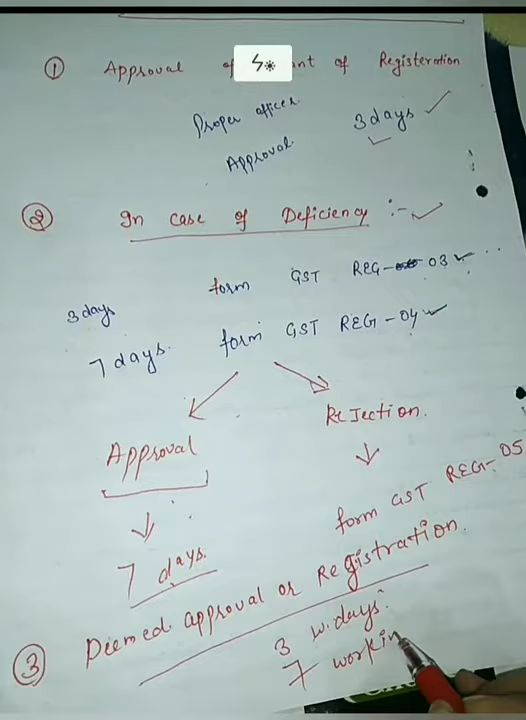 ① Approval of nt of Registeration
Proper officer
Approval
3 days
② In case of Deficiency :-
3 days form GST REG- 03
7 days. form GST REG-04
Approval
Rejection.
7 days.
form GST REG-05
③ Deemed approval or Registration.
3 w.days.
7 workin